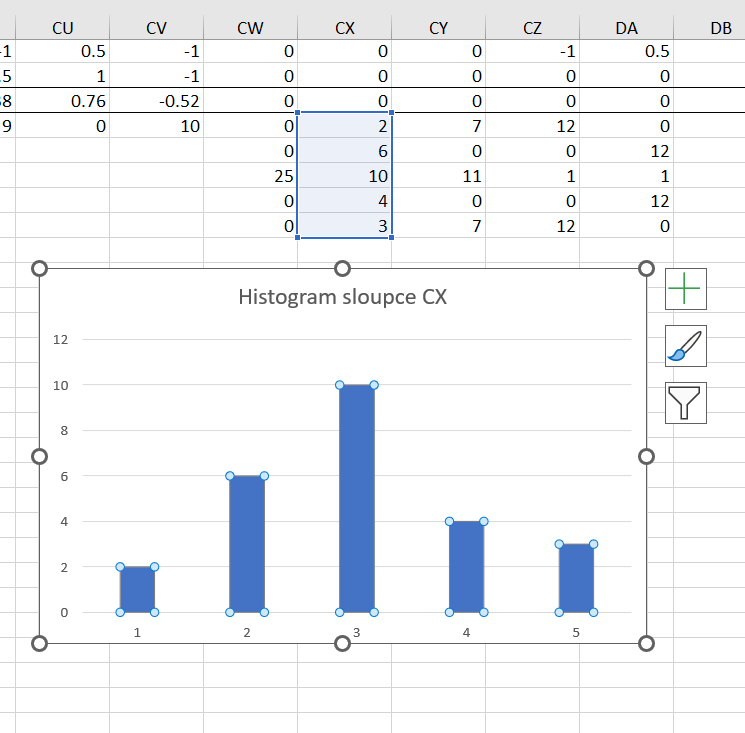 CU CV CW CX CY CZ DA DB
-1 0.5 -1 0 0 0 -1 0.5
.5 1 -1 0 0 0 0 0
38 0.76 -0.52 0 0 0 0 0
9 0 10 0 2 7 12 0
0 6 0 0 12
25 10 11 1 1
0 4 0 0 12
0 3 7 12 0
Histogram sloupce CX
12
10
8
6
4
2
0
1 2 3 4 5